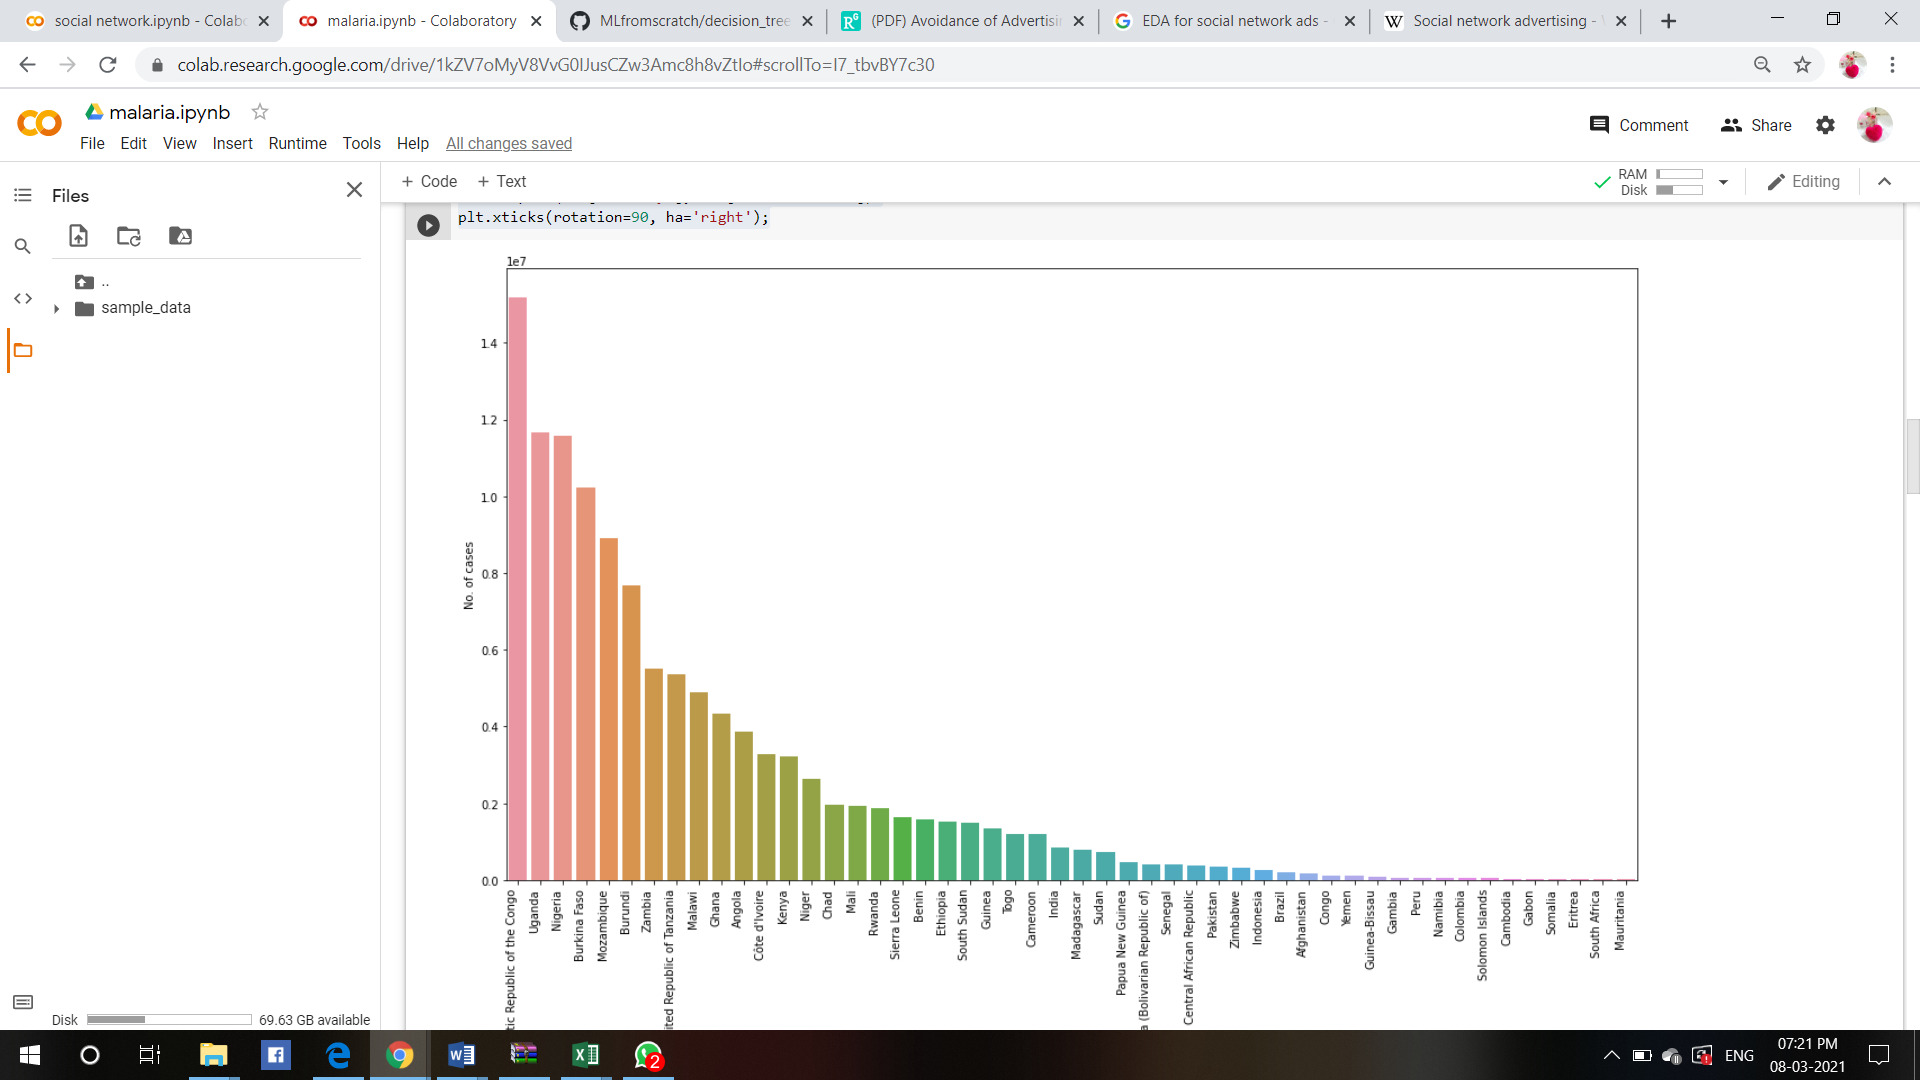 social network.ipynb - Colab
malaria.ipynb - Colaboratory
MLfromscratch/decision_tree
(PDF) Avoidance of Advertisi
EDA for social network ads -
Social network advertising -
colab.research.google.com/drive/1kZV7oMyV8VvG0IJusCZw3Amc8h8vZtIo#scrollTo=I7_tbvBY7c30
malaria.ipynb
File Edit View Insert Runtime Tools Help All changes saved
Comment
Share
Files
+ Code + Text
RAM
Disk
Editing
plt.xticks(rotation=90, ha='right');
..
sample_data
1e7
1.4
1.2
1.0
0.8
0.6
0.4
0.2
0.0
No. of cases
tic Republic of the Congo
Uganda
Nigeria
Burkina Faso
Mozambique
Burundi
Zambia
ited Republic of Tanzania
Malawi
Ghana
Angola
Côte d'Ivoire
Kenya
Niger
Chad
Mali
Rwanda
Sierra Leone
Benin
Ethiopia
South Sudan
Guinea
Togo
Cameroon
India
Madagascar
Sudan
Papua New Guinea
a (Bolivarian Republic of)
Senegal
Central African Republic
Pakistan
Zimbabwe
Indonesia
Brazil
Afghanistan
Congo
Yemen
Guinea-Bissau
Gambia
Peru
Namibia
Colombia
Solomon Islands
Cambodia
Gabon
Somalia
Eritrea
South Africa
Mauritania
Disk 69.63 GB available
2
ENG
07:21 PM
08-03-2021